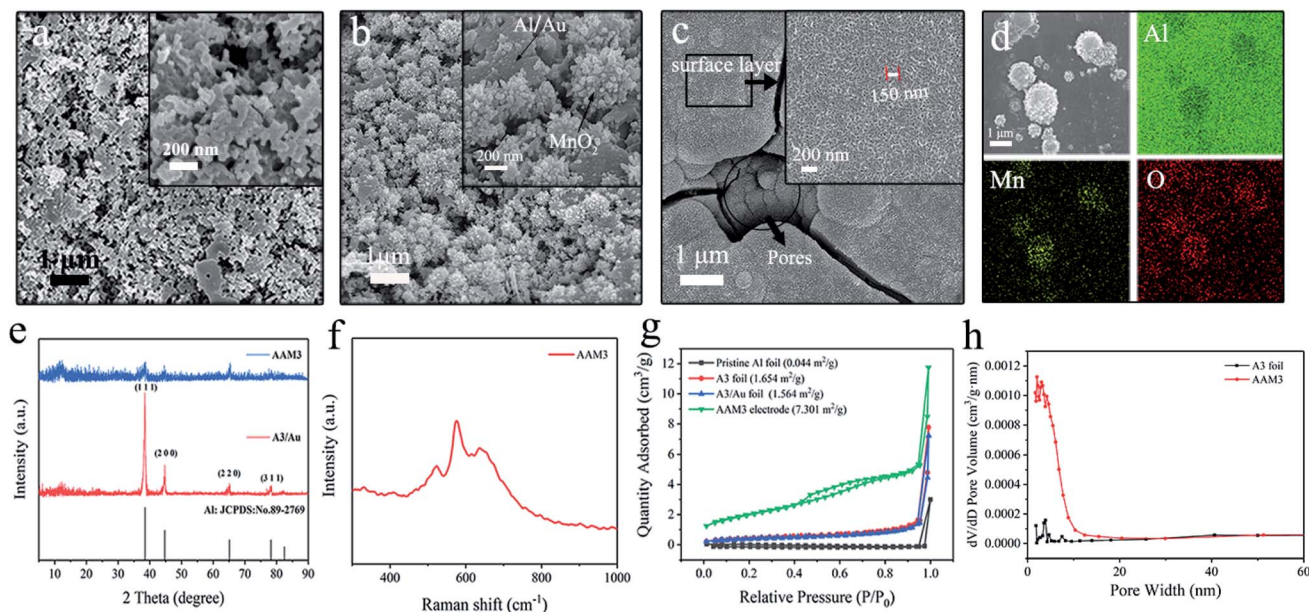 a
200 nm
1 μm
b
Al/Au
MnO2
200 nm
1μm
c
surface layer
150 nm
200 nm
Pores
1 μm
d
1 μm
Al
Mn
O
e
AAM3
(1 1 1)
A3/Au
(2 0 0)
(2 2 0)
(3 1 1)
Al: JCPDS:No.89-2769
Intensity (a.u.)
10 20 30 40 50 60 70 80 90
2 Theta (degree)
f
AAM3
Intensity (a.u.)
400 600 800 1000
Raman shift (cm-1)
g
Pristine Al foil (0.044 m2/g)
A3 foil (1.654 m2/g)
A3/Au foil (1.564 m2/g)
AAM3 electrode (7.301 m2/g)
Quantity Adsorbed (cm3/g)
12
10
8
6
4
2
0
0.0 0.2 0.4 0.6 0.8 1.0
Relative Pressure (P/P0)
h
A3 foil
AAM3
dV/dD Pore Volume (cm3/g·nm)
0.0012
0.0010
0.0008
0.0006
0.0004
0.0002
0.0000
0 20 40 60
Pore Width (nm)